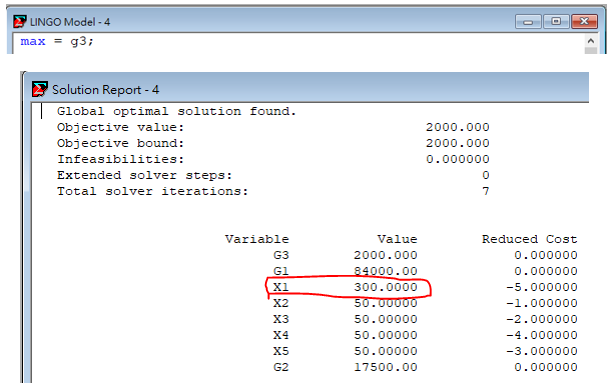 LINGO Model - 4
max = g3;
Solution Report - 4
Global optimal solution found.
Objective value: 2000.000
Objective bound: 2000.000
Infeasibilities: 0.000000
Extended solver steps: 0
Total solver iterations: 7
Variable Value Reduced Cost
G3 2000.000 0.000000
G1 84000.00 0.000000
X1 300.0000 -5.000000
X2 50.00000 -1.000000
X3 50.00000 -2.000000
X4 50.00000 -4.000000
X5 50.00000 -3.000000
G2 17500.00 0.000000